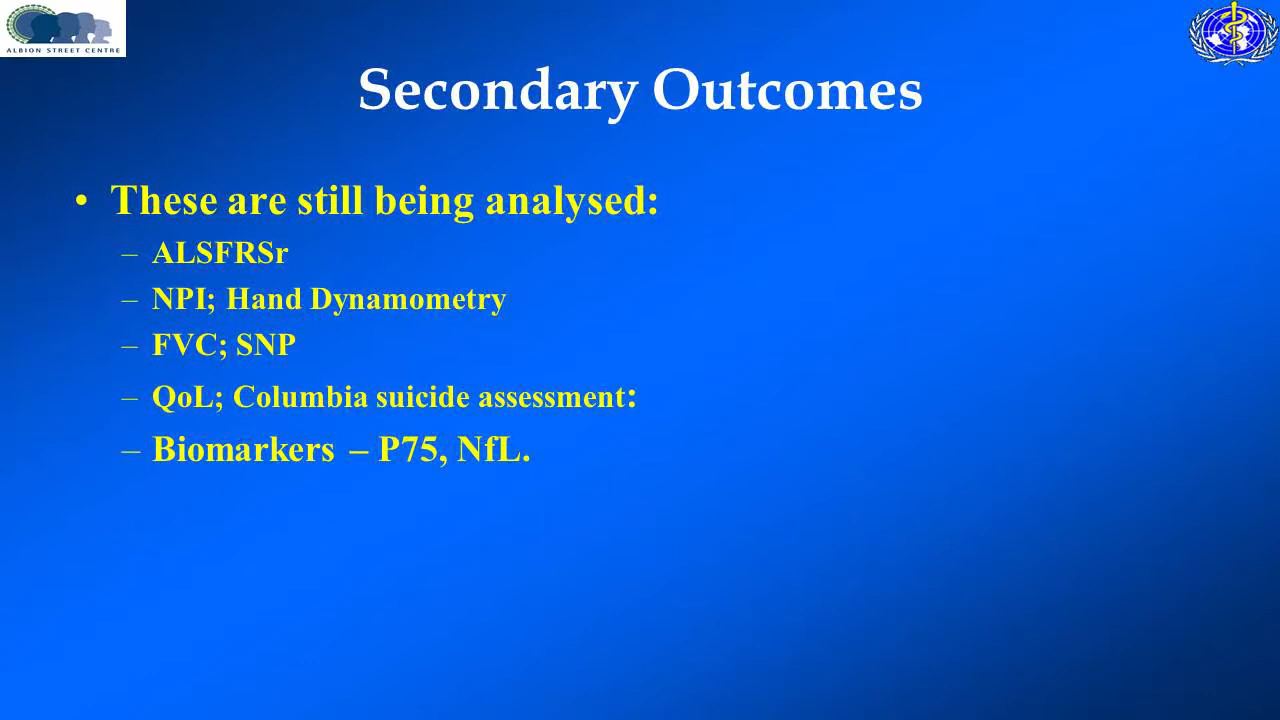 ALBION STREET CENTRE
Secondary Outcomes
• These are still being analysed:
– ALSFRSr
– NPI; Hand Dynamometry
– FVC; SNP
– QoL; Columbia suicide assessment:
– Biomarkers – P75, NfL.